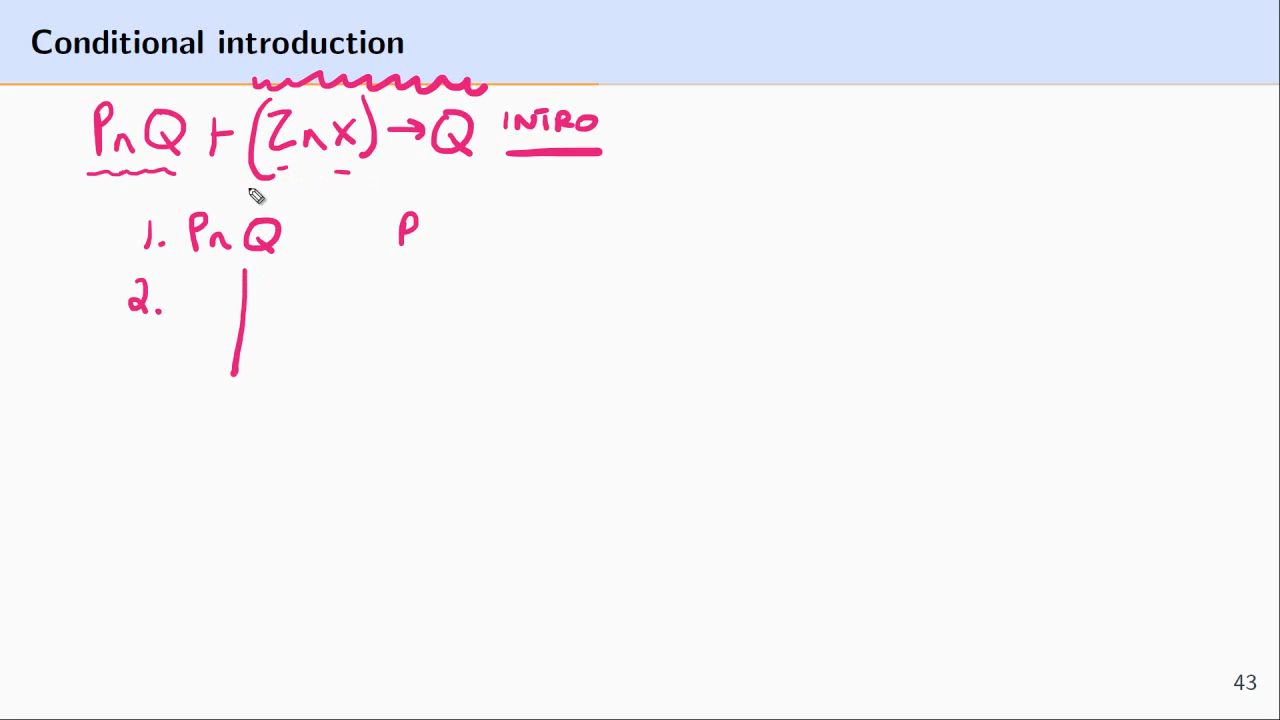 Conditional introduction
P∧Q ⊢ (Z∧X) → Q INTRO
1. P∧Q P
2.
43